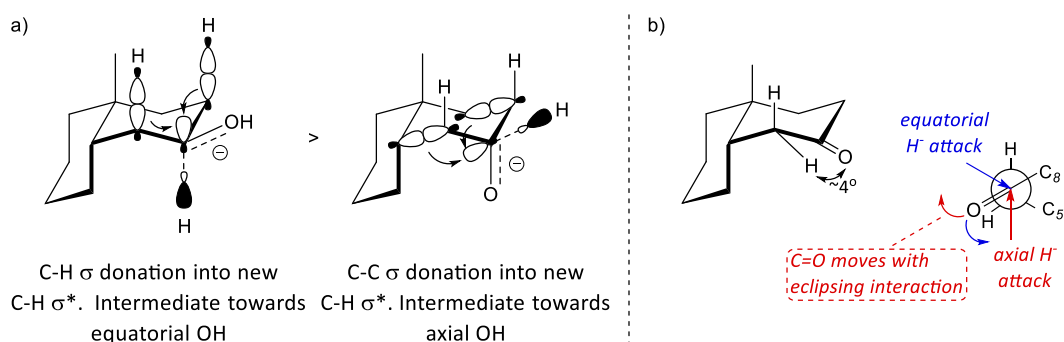 a)
H
H
OH
⊖
H
>
H
H
H
O
⊖
C-H σ donation into new
C-H σ*. Intermediate towards
equatorial OH
C-C σ donation into new
C-H σ*. Intermediate towards
axial OH
b)
H
H
O
~4°
equatorial
H- attack
H
C8
O
H
C5
C=O moves with
eclipsing interaction
axial H-
attack